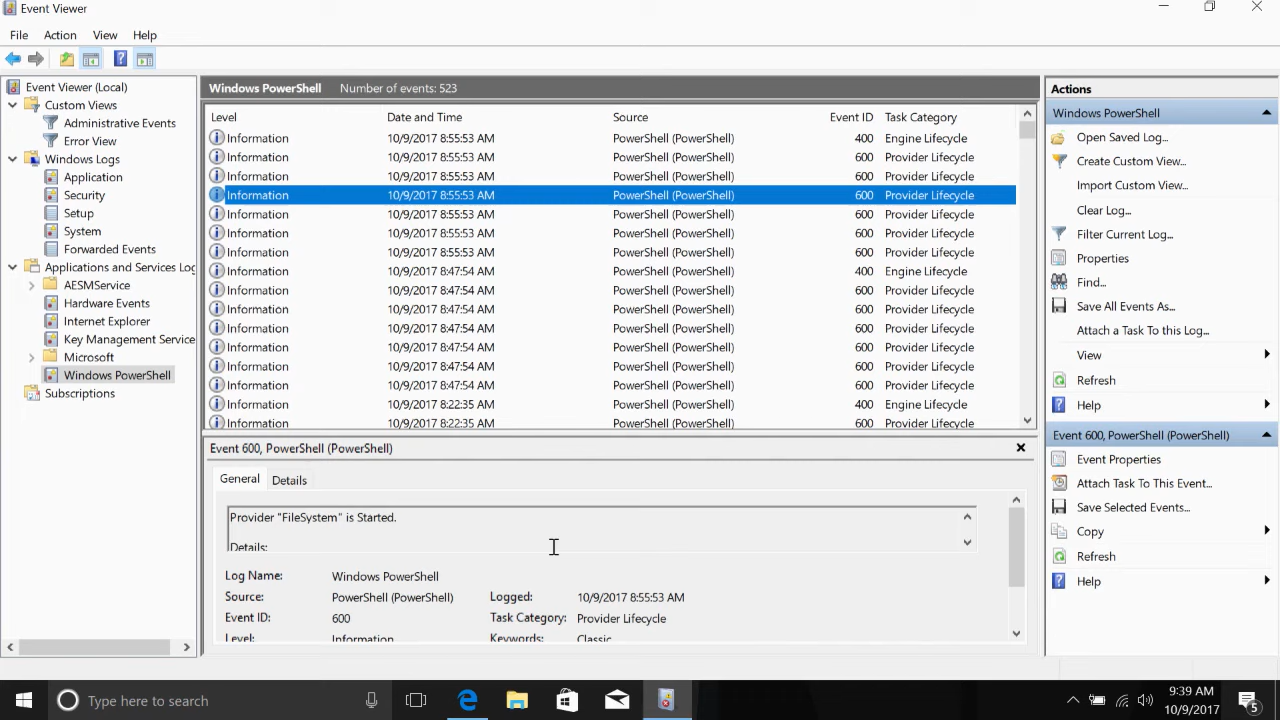 Event Viewer
File Action View Help
Event Viewer (Local)
Custom Views
Administrative Events
Error View
Windows Logs
Application
Security
Setup
System
Forwarded Events
Applications and Services Log
AESMService
Hardware Events
Internet Explorer
Key Management Service
Microsoft
Windows PowerShell
Subscriptions
Windows PowerShell Number of events: 523
Level Date and Time Source Event ID Task Category
Information 10/9/2017 8:55:53 AM PowerShell (PowerShell) 400 Engine Lifecycle
Information 10/9/2017 8:55:53 AM PowerShell (PowerShell) 600 Provider Lifecycle
Information 10/9/2017 8:55:53 AM PowerShell (PowerShell) 600 Provider Lifecycle
Information 10/9/2017 8:55:53 AM PowerShell (PowerShell) 600 Provider Lifecycle
Information 10/9/2017 8:55:53 AM PowerShell (PowerShell) 600 Provider Lifecycle
Information 10/9/2017 8:55:53 AM PowerShell (PowerShell) 600 Provider Lifecycle
Information 10/9/2017 8:55:53 AM PowerShell (PowerShell) 600 Provider Lifecycle
Information 10/9/2017 8:47:54 AM PowerShell (PowerShell) 400 Engine Lifecycle
Information 10/9/2017 8:47:54 AM PowerShell (PowerShell) 600 Provider Lifecycle
Information 10/9/2017 8:47:54 AM PowerShell (PowerShell) 600 Provider Lifecycle
Information 10/9/2017 8:47:54 AM PowerShell (PowerShell) 600 Provider Lifecycle
Information 10/9/2017 8:47:54 AM PowerShell (PowerShell) 600 Provider Lifecycle
Information 10/9/2017 8:47:54 AM PowerShell (PowerShell) 600 Provider Lifecycle
Information 10/9/2017 8:47:54 AM PowerShell (PowerShell) 600 Provider Lifecycle
Information 10/9/2017 8:22:35 AM PowerShell (PowerShell) 400 Engine Lifecycle
Information 10/9/2017 8:22:35 AM PowerShell (PowerShell) 600 Provider Lifecycle
Event 600, PowerShell (PowerShell)
General Details
Provider "FileSystem" is Started.
Details:
Log Name: Windows PowerShell
Source: PowerShell (PowerShell) Logged: 10/9/2017 8:55:53 AM
Event ID: 600 Task Category: Provider Lifecycle
Level: Information Keywords: Classic
Actions
Windows PowerShell
Open Saved Log...
Create Custom View...
Import Custom View...
Clear Log...
Filter Current Log...
Properties
Find...
Save All Events As...
Attach a Task To this Log...
View
Refresh
Help
Event 600, PowerShell (PowerShell)
Event Properties
Attach Task To This Event...
Save Selected Events...
Copy
Refresh
Help
Type here to search
9:39 AM
10/9/2017
5